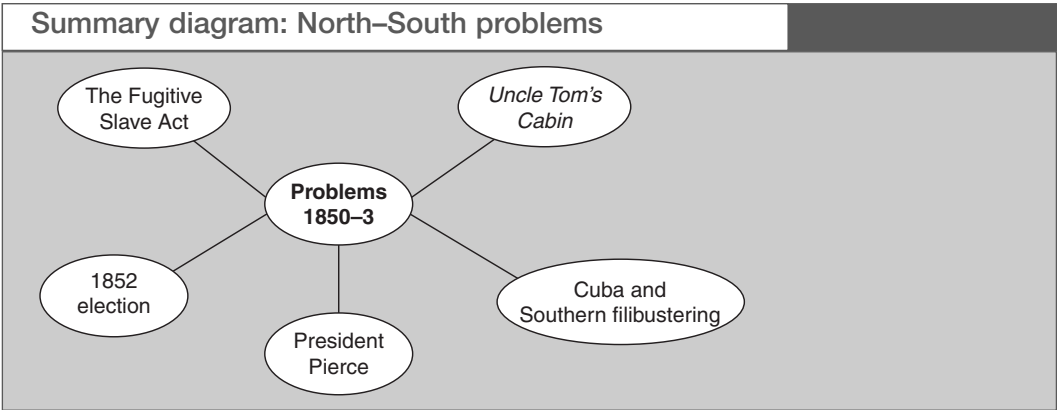 Summary diagram: North–South problems
The Fugitive
Slave Act
Uncle Tom's
Cabin
Problems
1850–3
1852
election
President
Pierce
Cuba and
Southern filibustering